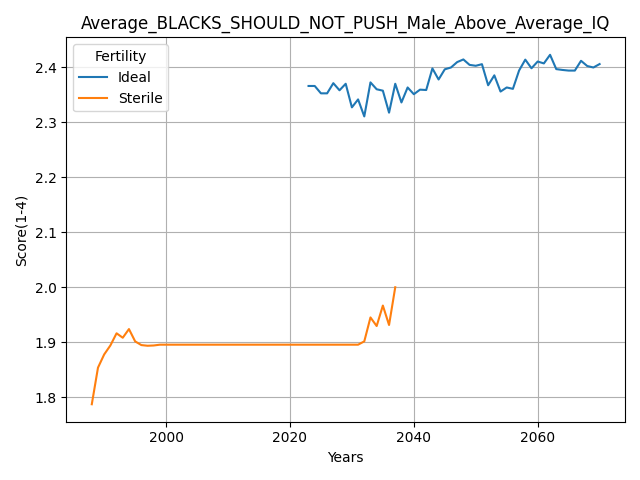 Average_BLACKS_SHOULD_NOT_PUSH_Male_Above_Average_IQ
Fertility
Ideal
Sterile
Score(1-4)
2.4
2.3
2.2
2.1
2.0
1.9
1.8
2000
2020
2040
2060
Years